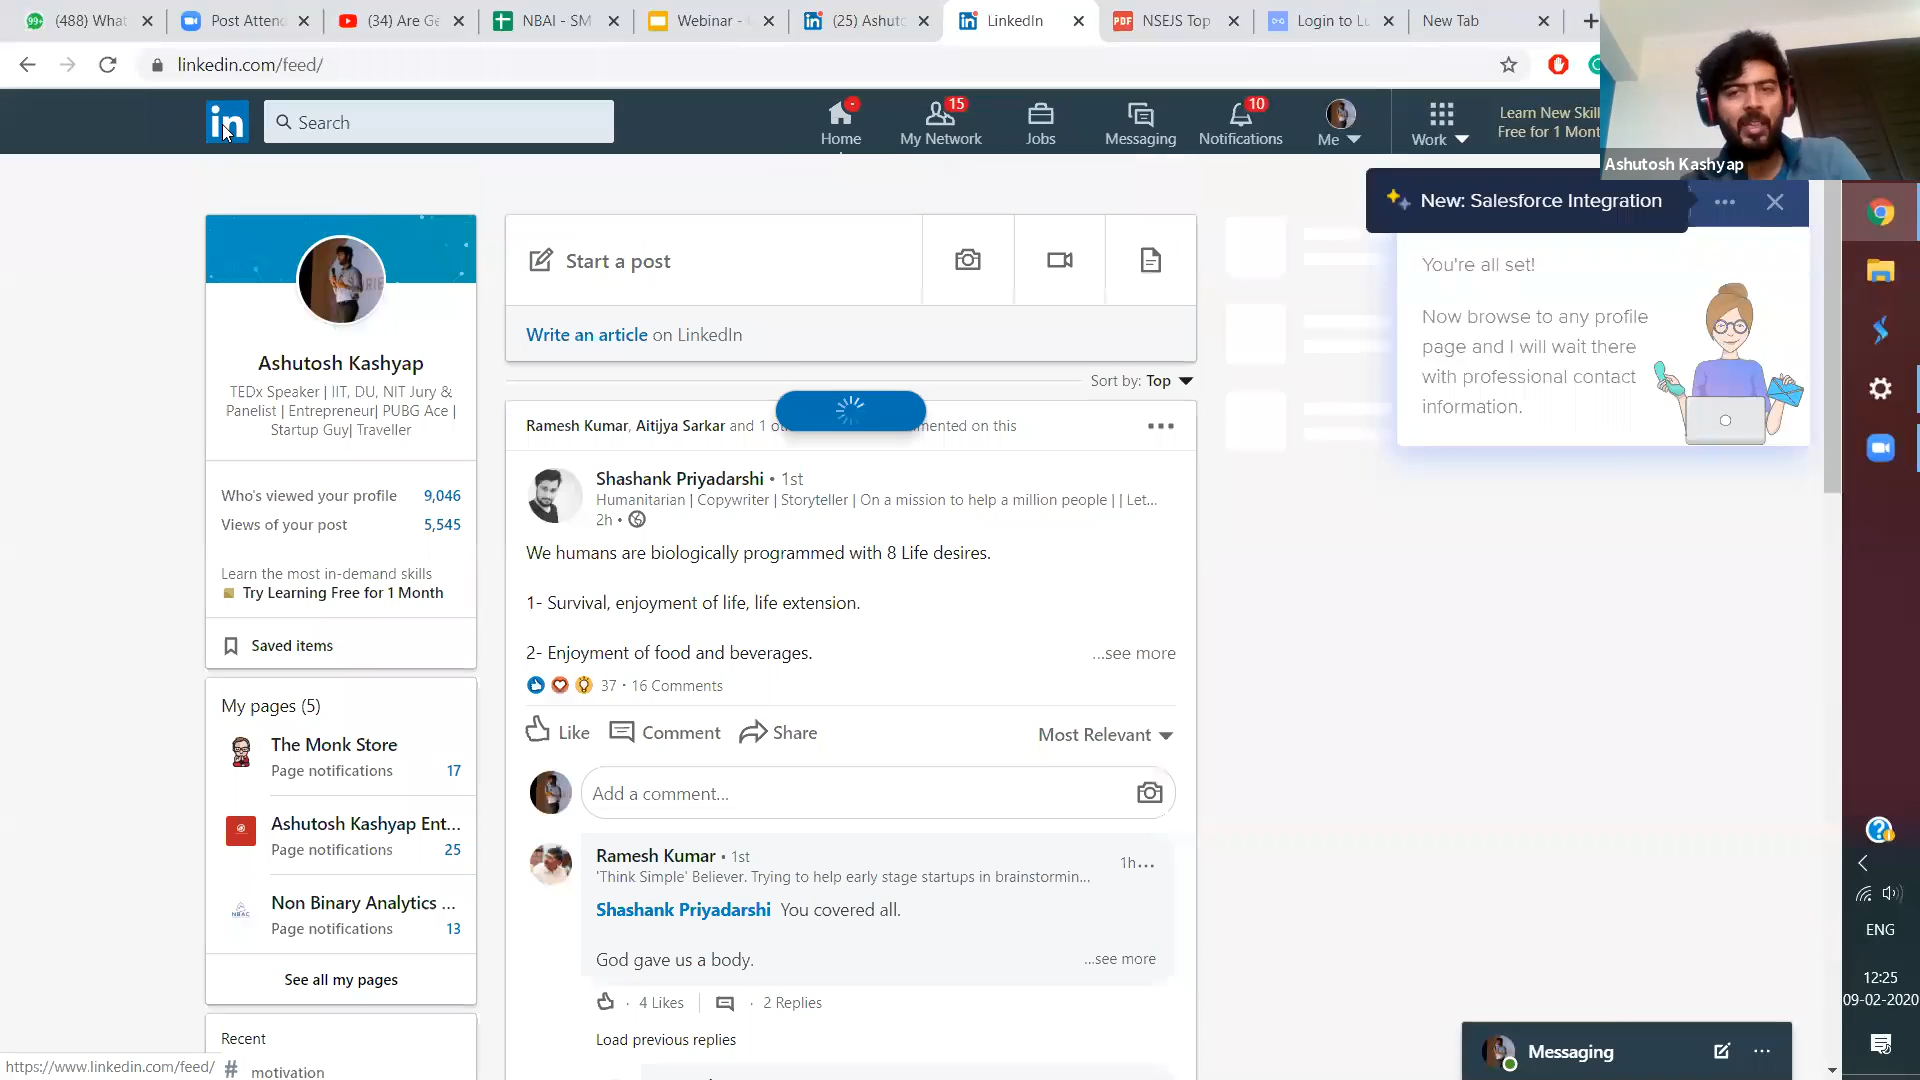 (488) What
Post Attend
(34) Are Ge
NBAI - SM
Webinar -
(25) Ashuto
LinkedIn
PDF
NSEJS Top
Login to Lu
New Tab
linkedin.com/feed/
in
Search
Home
15
My Network
Jobs
Messaging
10
Notifications
Me
Work
Learn New Skill
Free for 1 Mont
Ashutosh Kashyap
New: Salesforce Integration
You're all set!
Now browse to any profile
page and I will wait there
with professional contact
information.
Ashutosh Kashyap
TEDx Speaker | IIT, DU, NIT Jury &
Panelist | Entrepreneur| PUBG Ace |
Startup Guy| Traveller
Who's viewed your profile 9,046
Views of your post 5,545
Learn the most in-demand skills
Try Learning Free for 1 Month
Saved items
My pages (5)
The Monk Store
Page notifications 17
Ashutosh Kashyap Ent...
Page notifications 25
Non Binary Analytics ...
Page notifications 13
See all my pages
Recent
# motivation
Start a post
Write an article on LinkedIn
Sort by: Top
Ramesh Kumar, Aitijya Sarkar and 1 ot mented on this
Shashank Priyadarshi • 1st
Humanitarian | Copywriter | Storyteller | On a mission to help a million people | | Let...
2h •
We humans are biologically programmed with 8 Life desires.
1- Survival, enjoyment of life, life extension.
2- Enjoyment of food and beverages.
...see more
37 · 16 Comments
Like Comment Share
Most Relevant
Add a comment...
Ramesh Kumar • 1st
1h
'Think Simple' Believer. Trying to help early stage startups in brainstormin...
Shashank Priyadarshi You covered all.
God gave us a body.
...see more
4 Likes
2 Replies
Load previous replies
Messaging
ENG
12:25
09-02-2020
https://www.linkedin.com/feed/